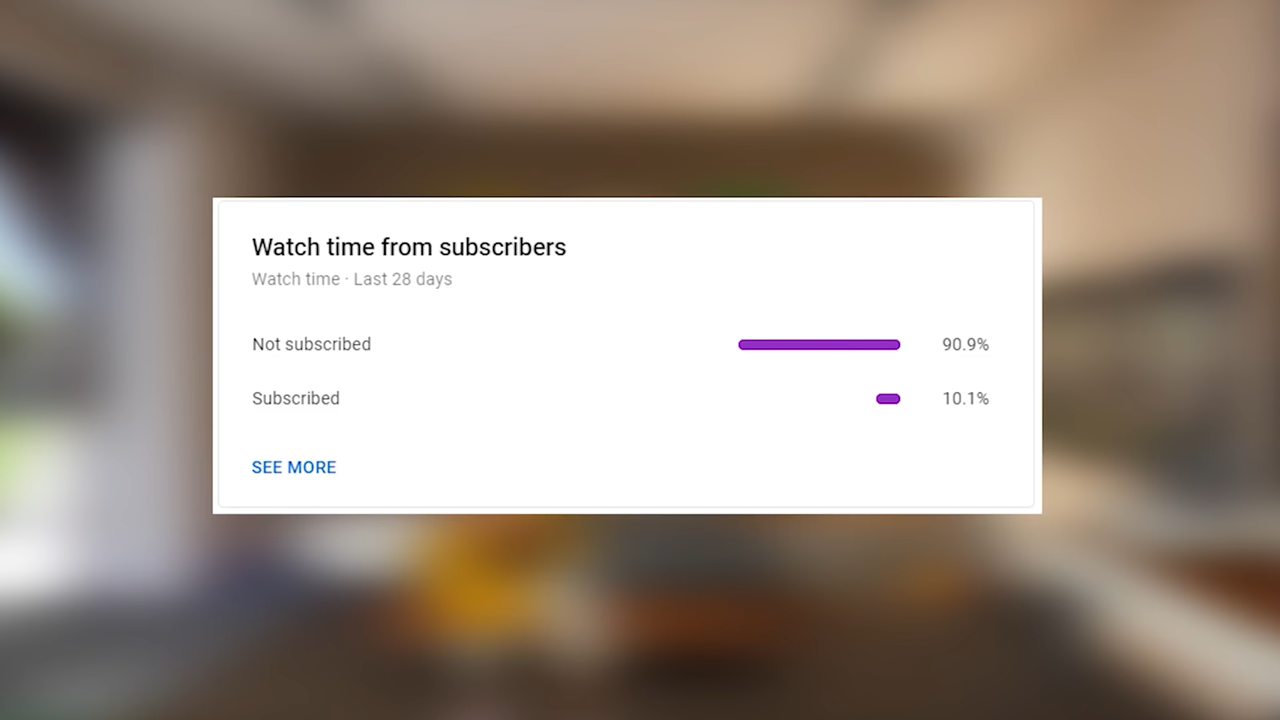 Watch time from subscribers
Watch time · Last 28 days
Not subscribed 90.9%
Subscribed 10.1%
SEE MORE